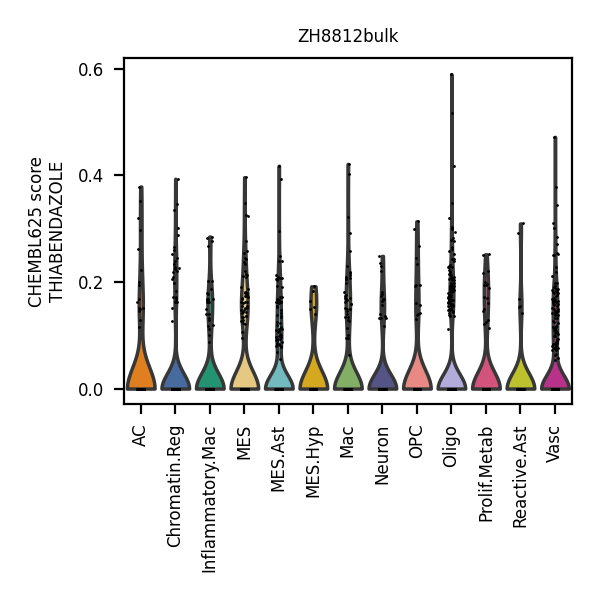 ZH8812bulk
CHEMBL625 score
THIABENDAZOLE
0.6
0.4
0.2
0.0
AC
Chromatin.Reg
Inflammatory.Mac
MES
MES.Ast
MES.Hyp
Mac
Neuron
OPC
Oligo
Prolif.Metab
Reactive.Ast
Vasc